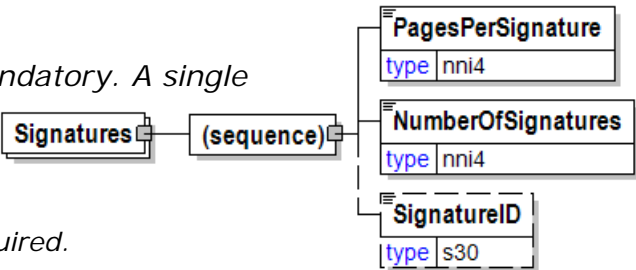 PagesPerSignature
type nni4
ndatory. A single
Signatures (sequence) NumberOfSignatures
type nni4
SignatureID
uired.
type s30